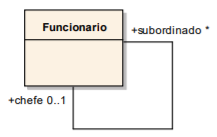 Funcionario
+subordinado *
+chefe 0..1